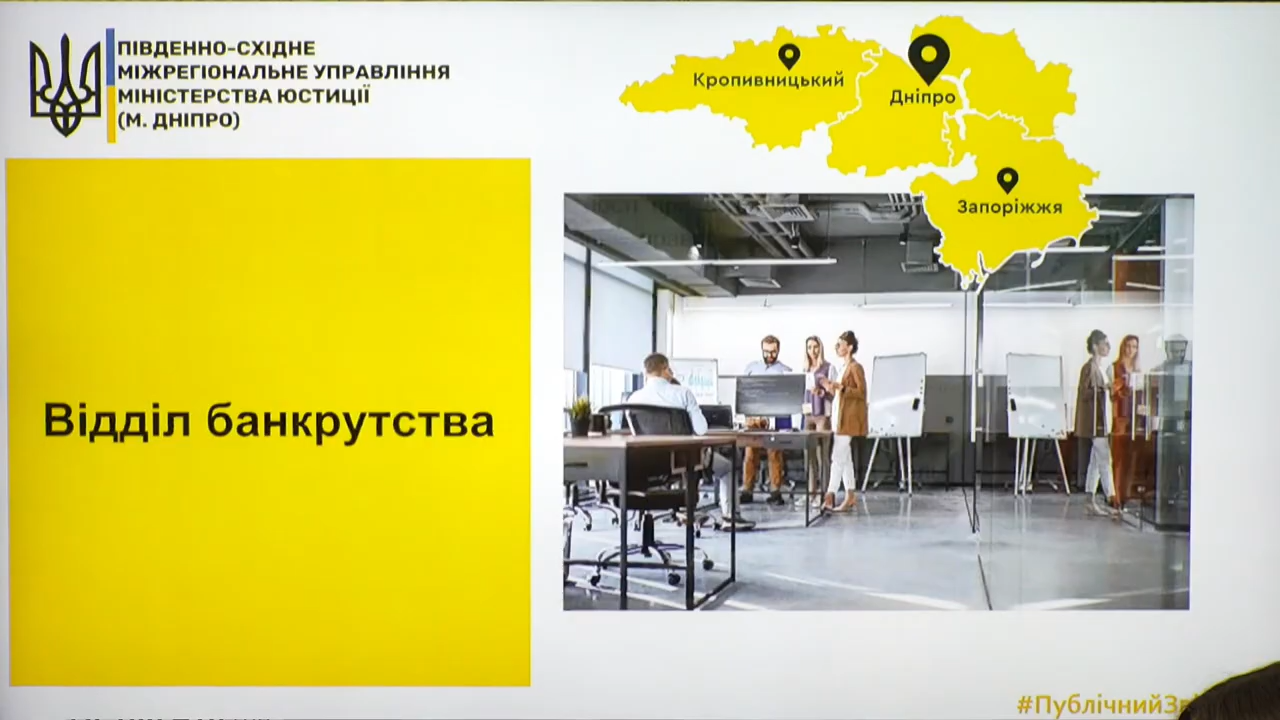 ПІВДЕННО-СХІДНЕ
МІЖРЕГІОНАЛЬНЕ УПРАВЛІННЯ
МІНІСТЕРСТВА ЮСТИЦІЇ
(М. ДНІПРО)
Кропивницький
Дніпро
Запоріжжя
Відділ банкрутства